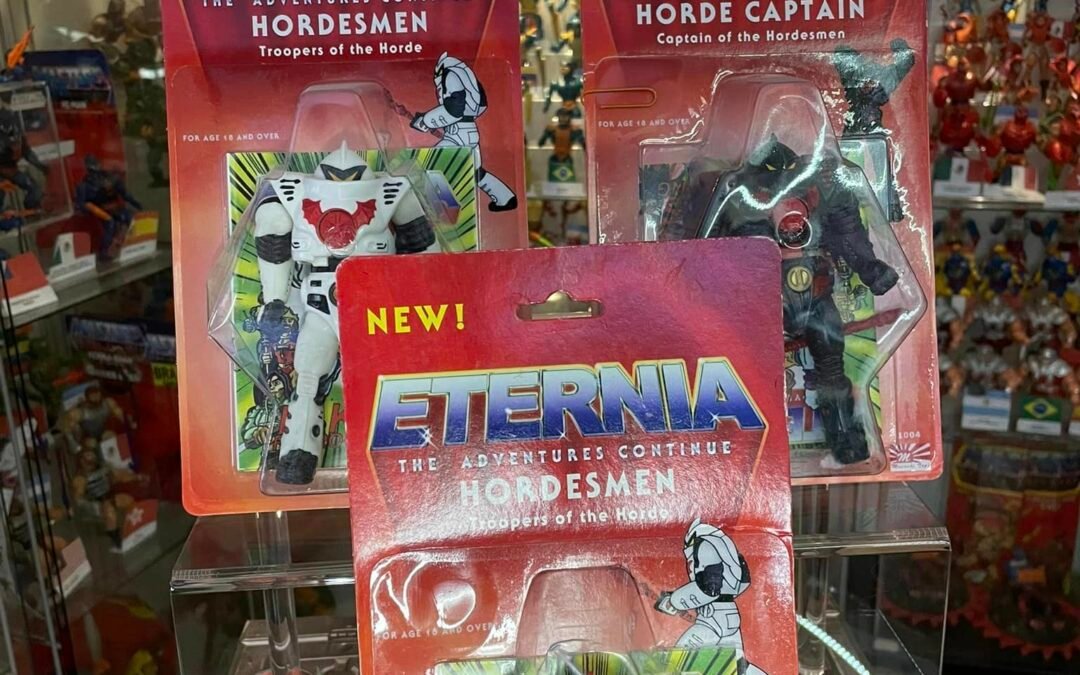 THE ADVENTURES CONTINUE
HORDESMEN
Troopers of the Horde
FOR AGE 18 AND OVER
HORDE CAPTAIN
Captain of the Hordesmen
FOR AGE 18 AND OVER
1004
NEW!
ETERNIA
THE ADVENTURES CONTINUE
HORDESMEN
Troopers of the Horde
FOR AGE 18 AND OVER